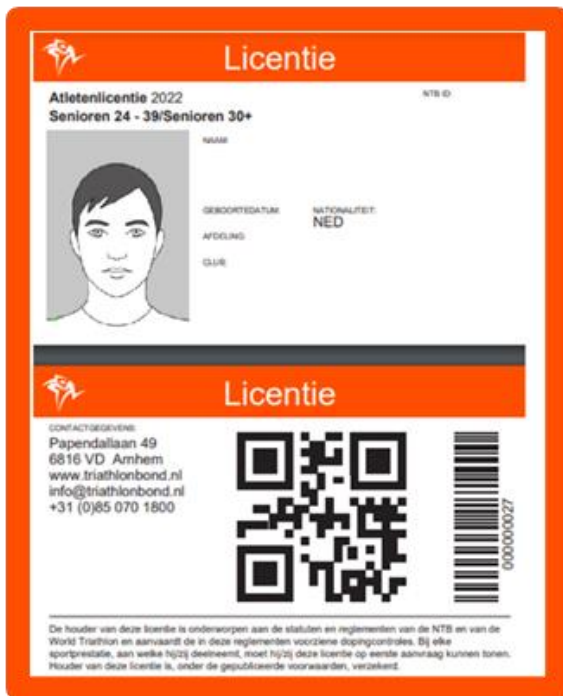 Licentie
Atletenlicentie 2022
NTB ID:
Senioren 24 - 39/Senioren 30+
NAAM:
GEBOORTEDATUM:
NATIONALITEIT:
NED
AFDELING:
CLUB:
Licentie
CONTACTGEGEVENS:
Papendallaan 49
6816 VD Arnhem
www.triathlonbond.nl
info@triathlonbond.nl
+31 (0)85 070 1800
000000027
De houder van deze licentie is onderworpen aan de statuten en reglementen van de NTB en van de
World Triathlon en aanvaardt de in deze reglementen voorziene dopingcontroles. Bij elke
sportprestatie, aan welke hij/zij deelneemt, moet hij/zij deze licentie op eerste aanvraag kunnen tonen.
Houder van deze licentie is, onder de gepubliceerde voorwaarden, verzekerd.